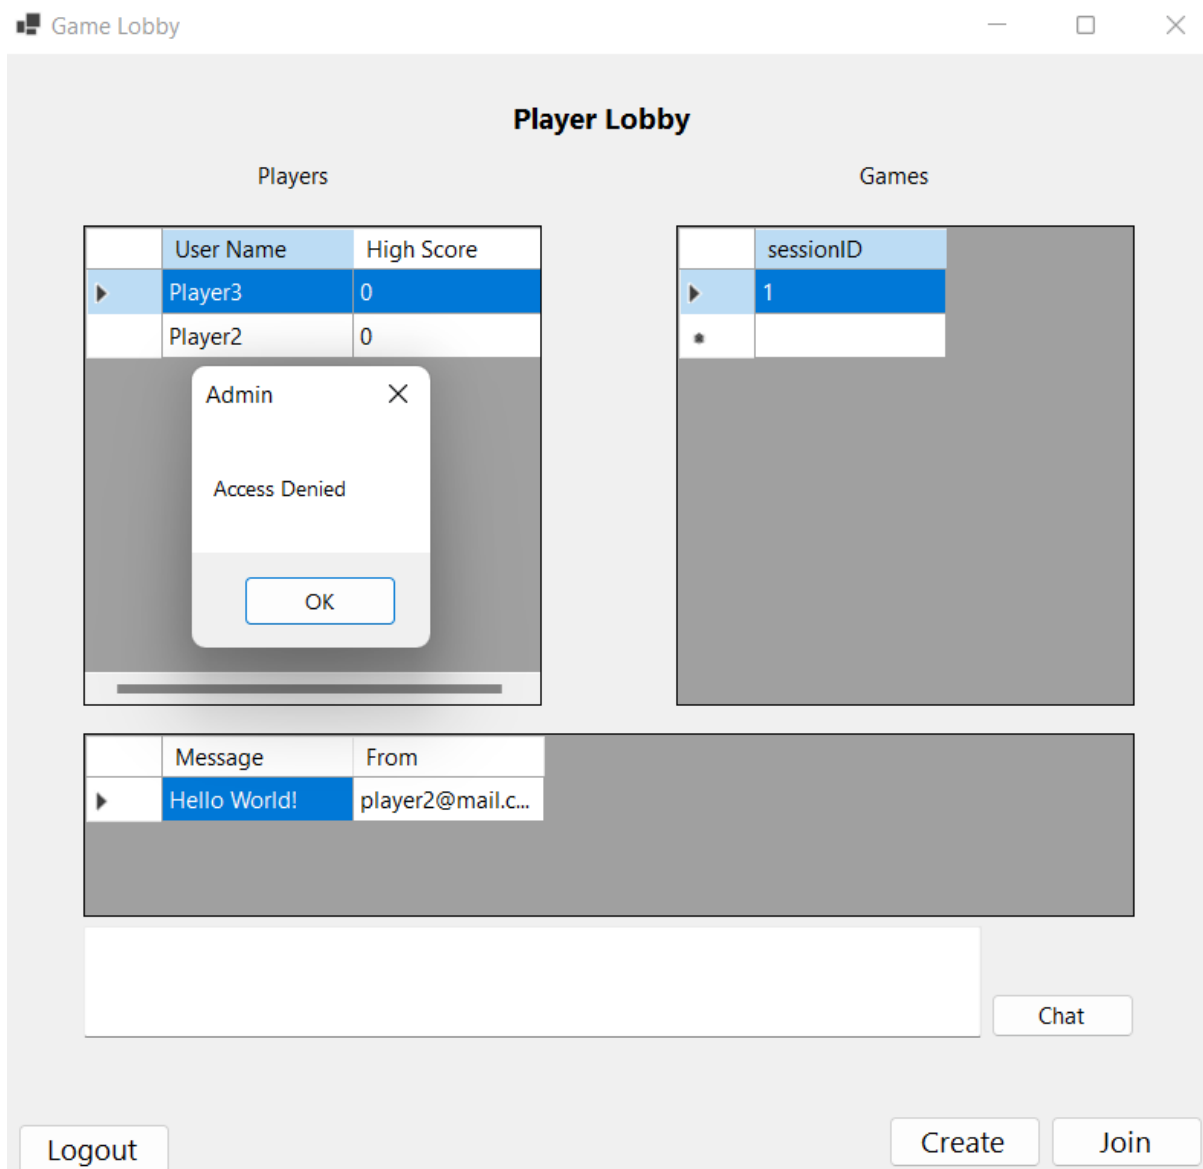 Game Lobby
Player Lobby
Players
Games
User Name High Score
Player3 0
Player2 0
sessionID
1
Admin
Access Denied
OK
Message From
Hello World! player2@mail.c...
Chat
Logout
Create
Join